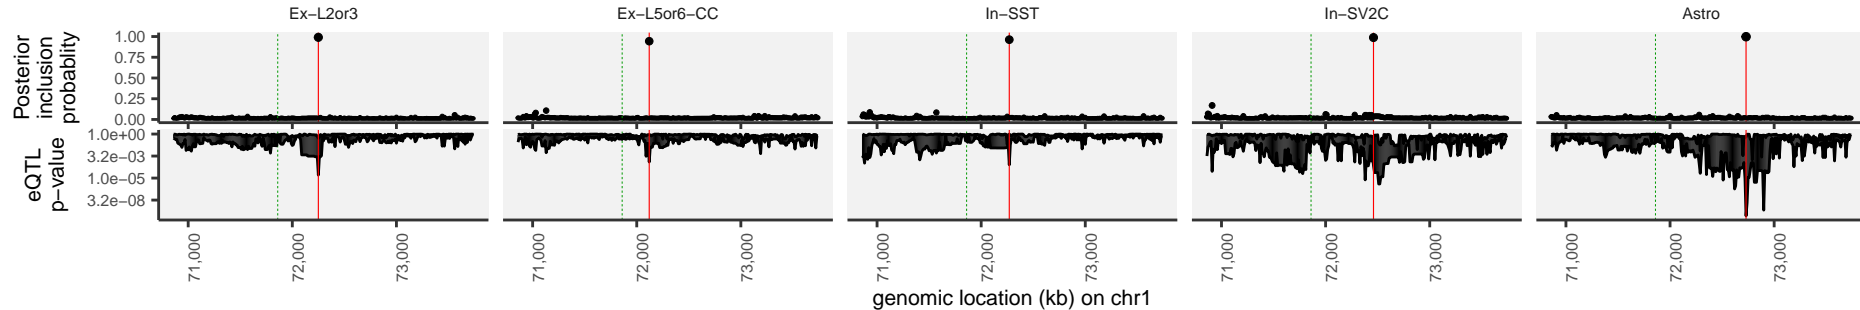 Ex−L2or3
Ex−L5or6−CC
In−SST
In−SV2C
Astro
Posterior
inclusion
probablity
1.00
0.75
0.50
0.25
0.00
eQTL
p−value
1.0e+00
3.2e−03
1.0e−05
3.2e−08
71,000
72,000
73,000
71,000
72,000
73,000
71,000
72,000
73,000
71,000
72,000
73,000
71,000
72,000
73,000
genomic location (kb) on chr1